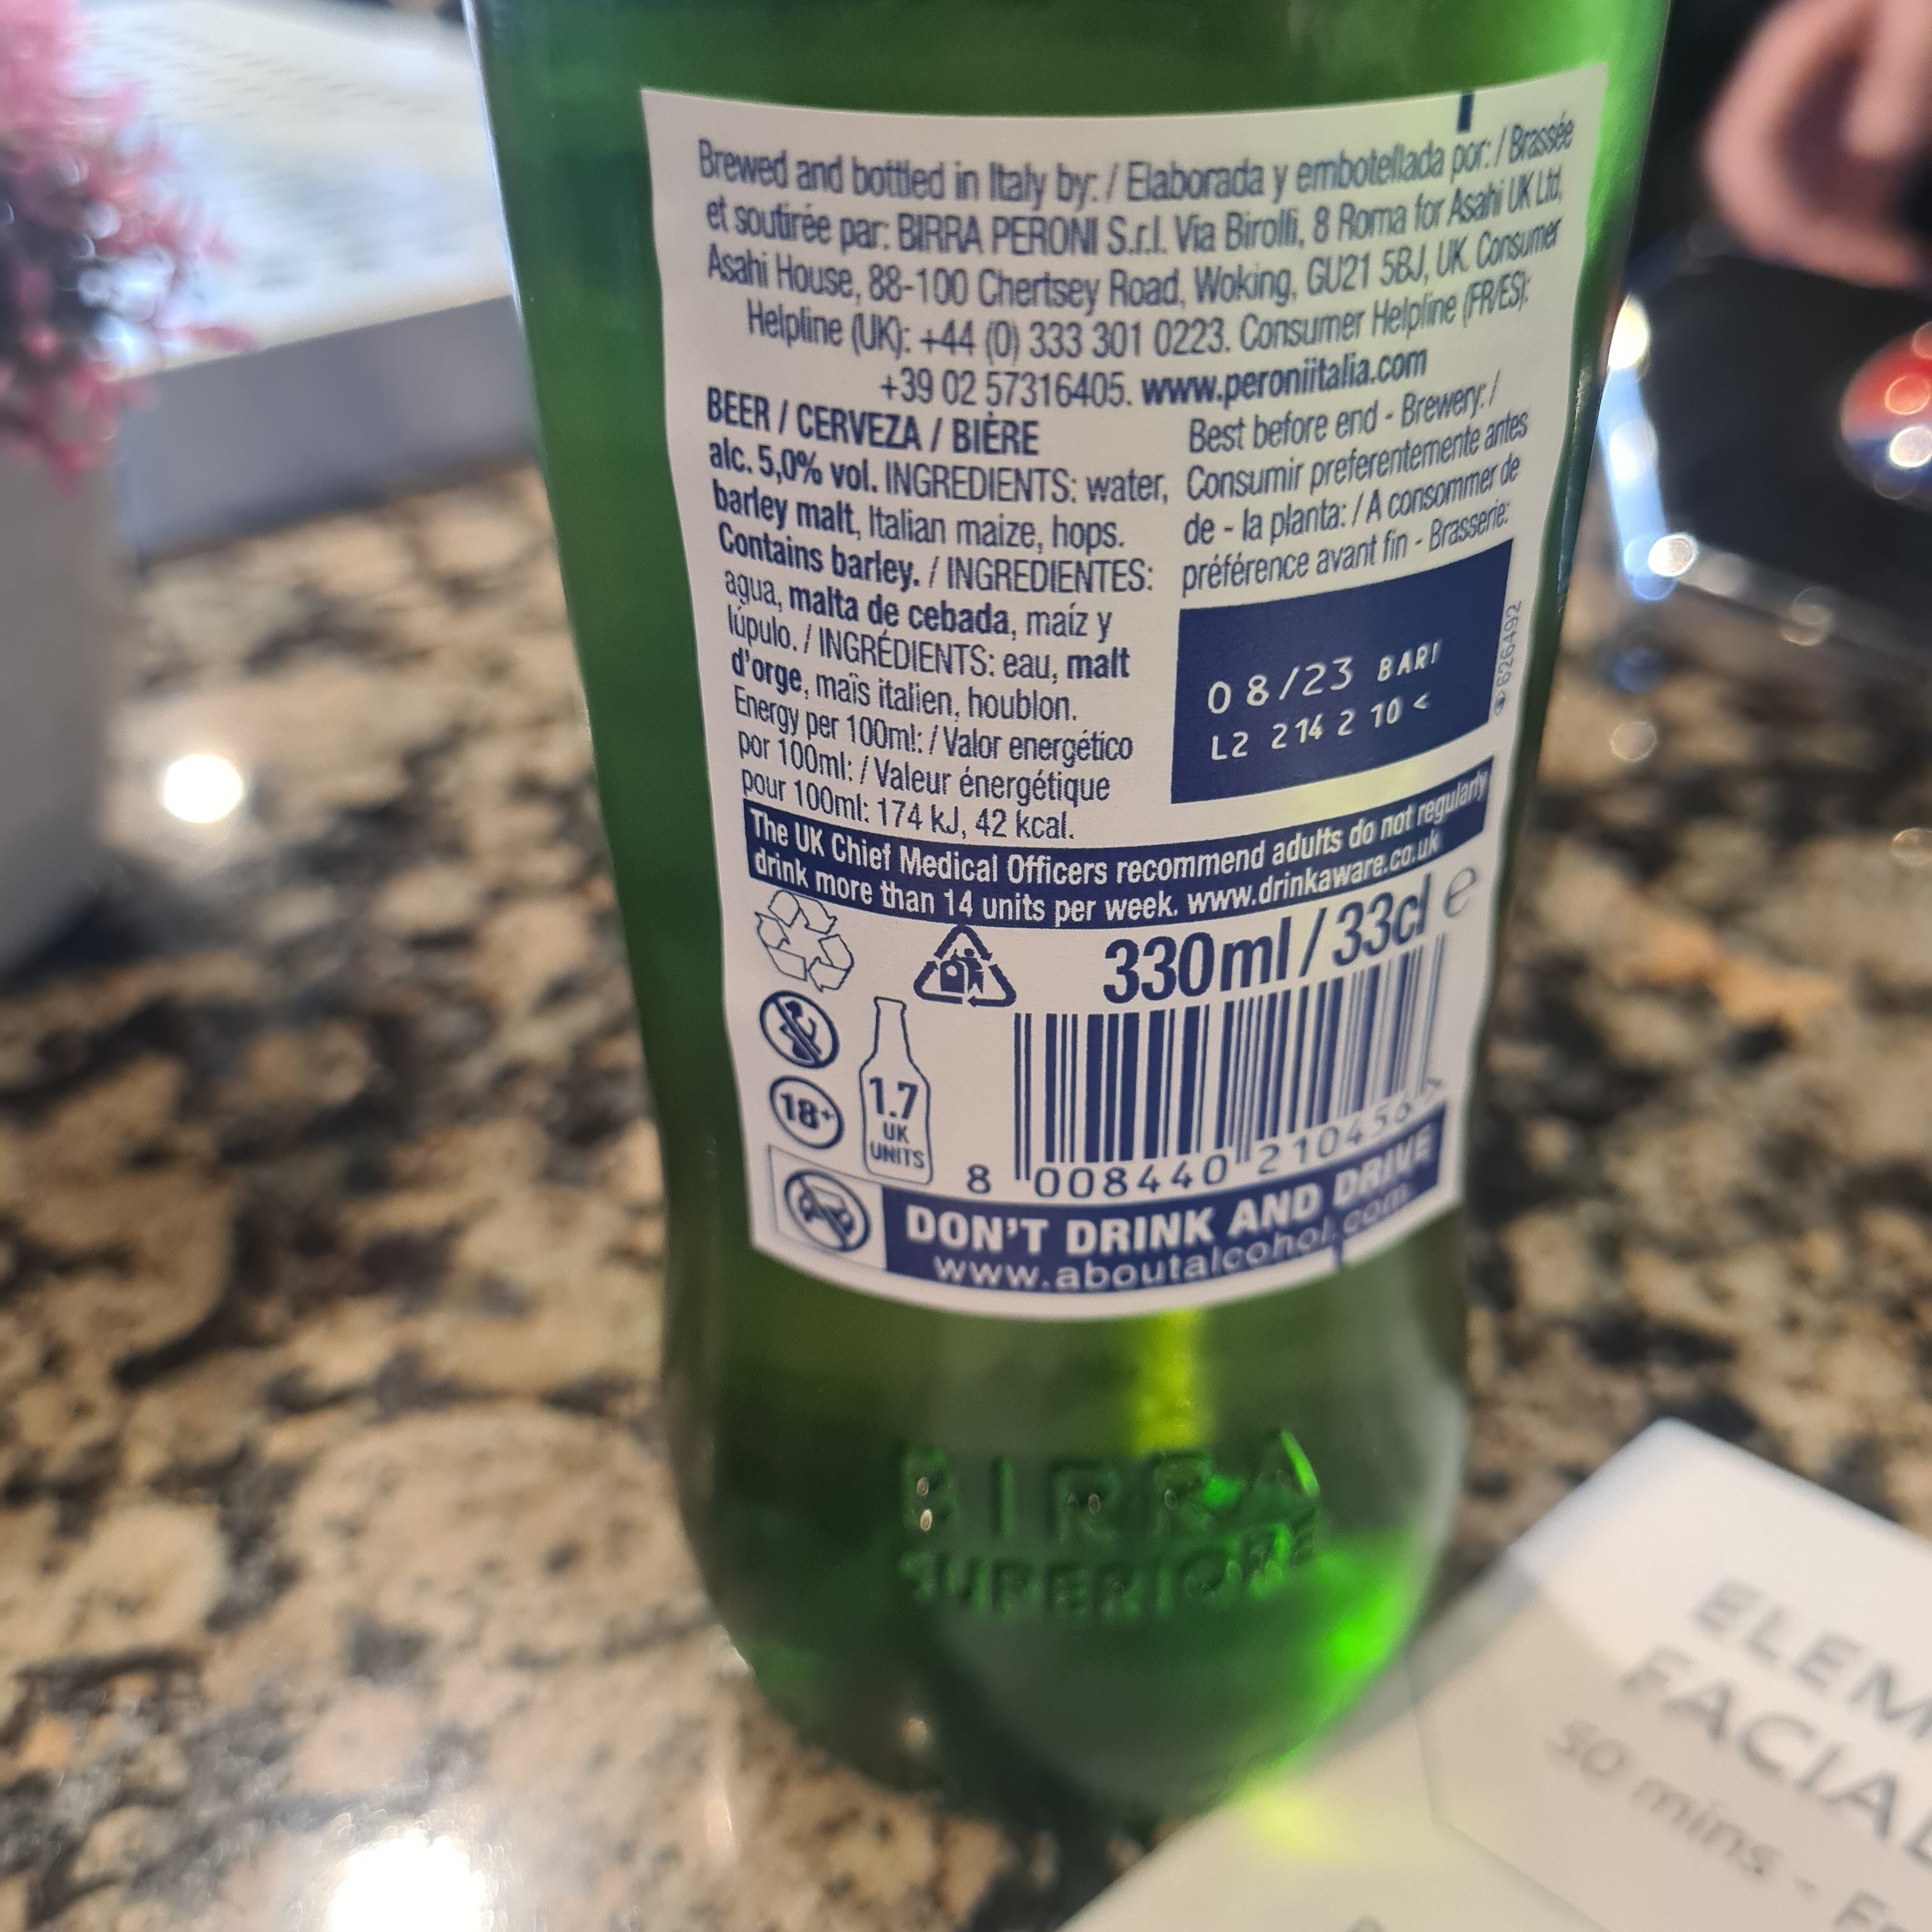 Brewed and bottled in Italy by: / Elaborada y embotellada por: / Brassée
et soutirée par: BIRRA PERONI S.r.l. Via Birolli, 8 Roma for Asahi UK Ltd,
Asahi House, 88-100 Chertsey Road, Woking, GU21 5BJ, UK. Consumer
Helpline (UK): +44 (0) 333 301 0223. Consumer Helpline (FR/ES):
+39 02 57316405. www.peroniitalia.com
BEER / CERVEZA / BIÈRE
alc. 5,0% vol. INGREDIENTS: water,
barley malt, Italian maize, hops.
Contains barley. / INGREDIENTES:
agua, malta de cebada, maíz y
lúpulo. / INGRÉDIENTS: eau, malt
d'orge, maïs italien, houblon.
Energy per 100ml: / Valor energético
por 100ml: / Valeur énergétique
pour 100ml: 174 kJ, 42 kcal.
Best before end - Brewery: /
Consumir preferentemente antes
de - la planta: / A consommer de
préférence avant fin - Brasserie:
08/23 BARI
L2 214 2 10 <
626492
The UK Chief Medical Officers recommend adults do not regularly
drink more than 14 units per week. www.drinkaware.co.uk
330ml / 33cl e
18+
1.7
UK
UNITS
8 008440 210456 >
DON'T DRINK AND DRIVE
www.aboutalcohol.com
BIRRA
SUPERIORE
ELEM
FACIAL
50 mins -